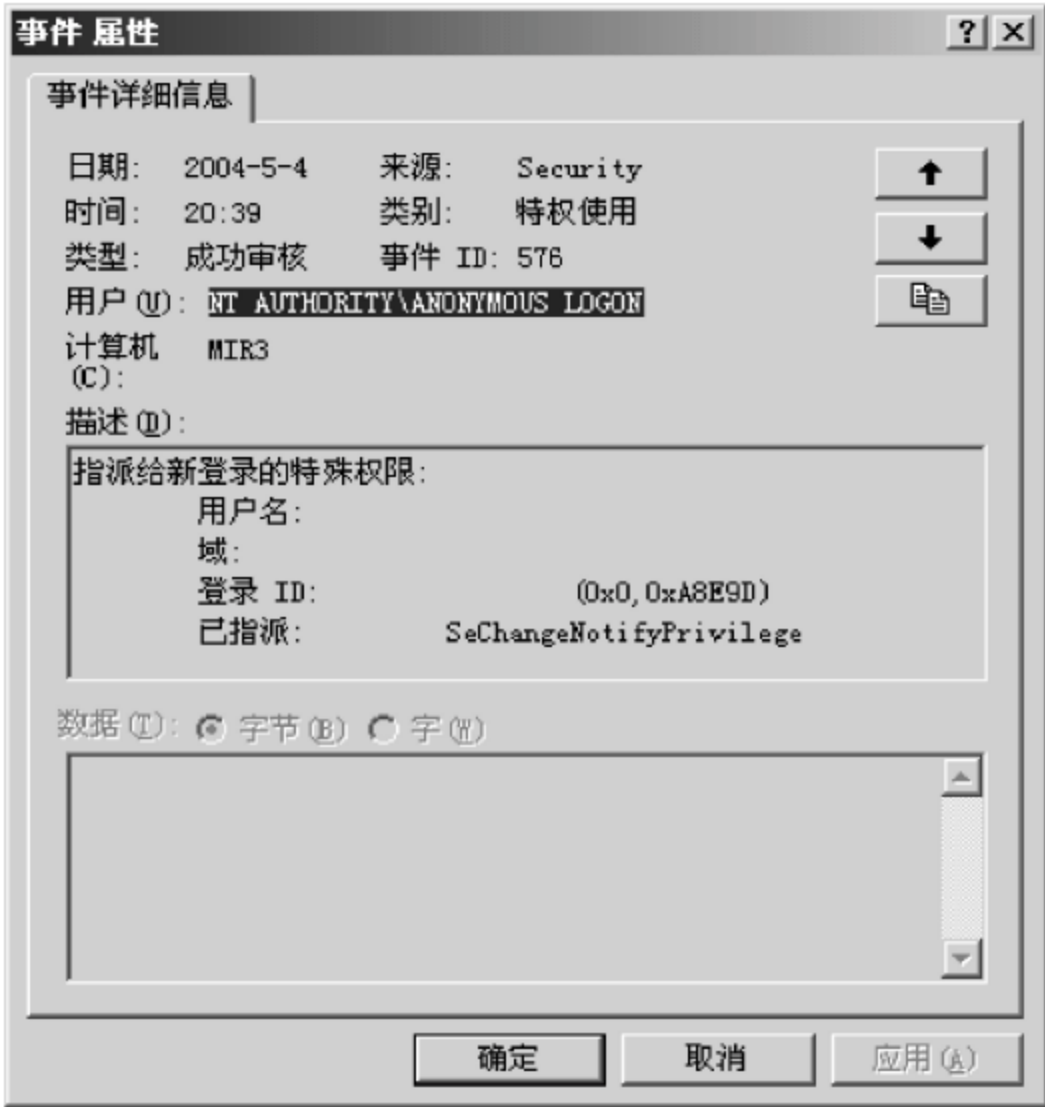 事件 属性
事件详细信息
日期: 2004-5-4 来源: Security
时间: 20:39 类别: 特权使用
类型: 成功审核 事件 ID: 576
用户(U): NT AUTHORITY\ANONYMOUS LOGON
计算机 MIR3
(C):
描述(D):
指派给新登录的特殊权限:
用户名:
域:
登录 ID: (0x0,0xA8E9D)
已指派: SeChangeNotifyPrivilege
数据(T): 字节(B) 字(W)
确定 取消 应用(A)